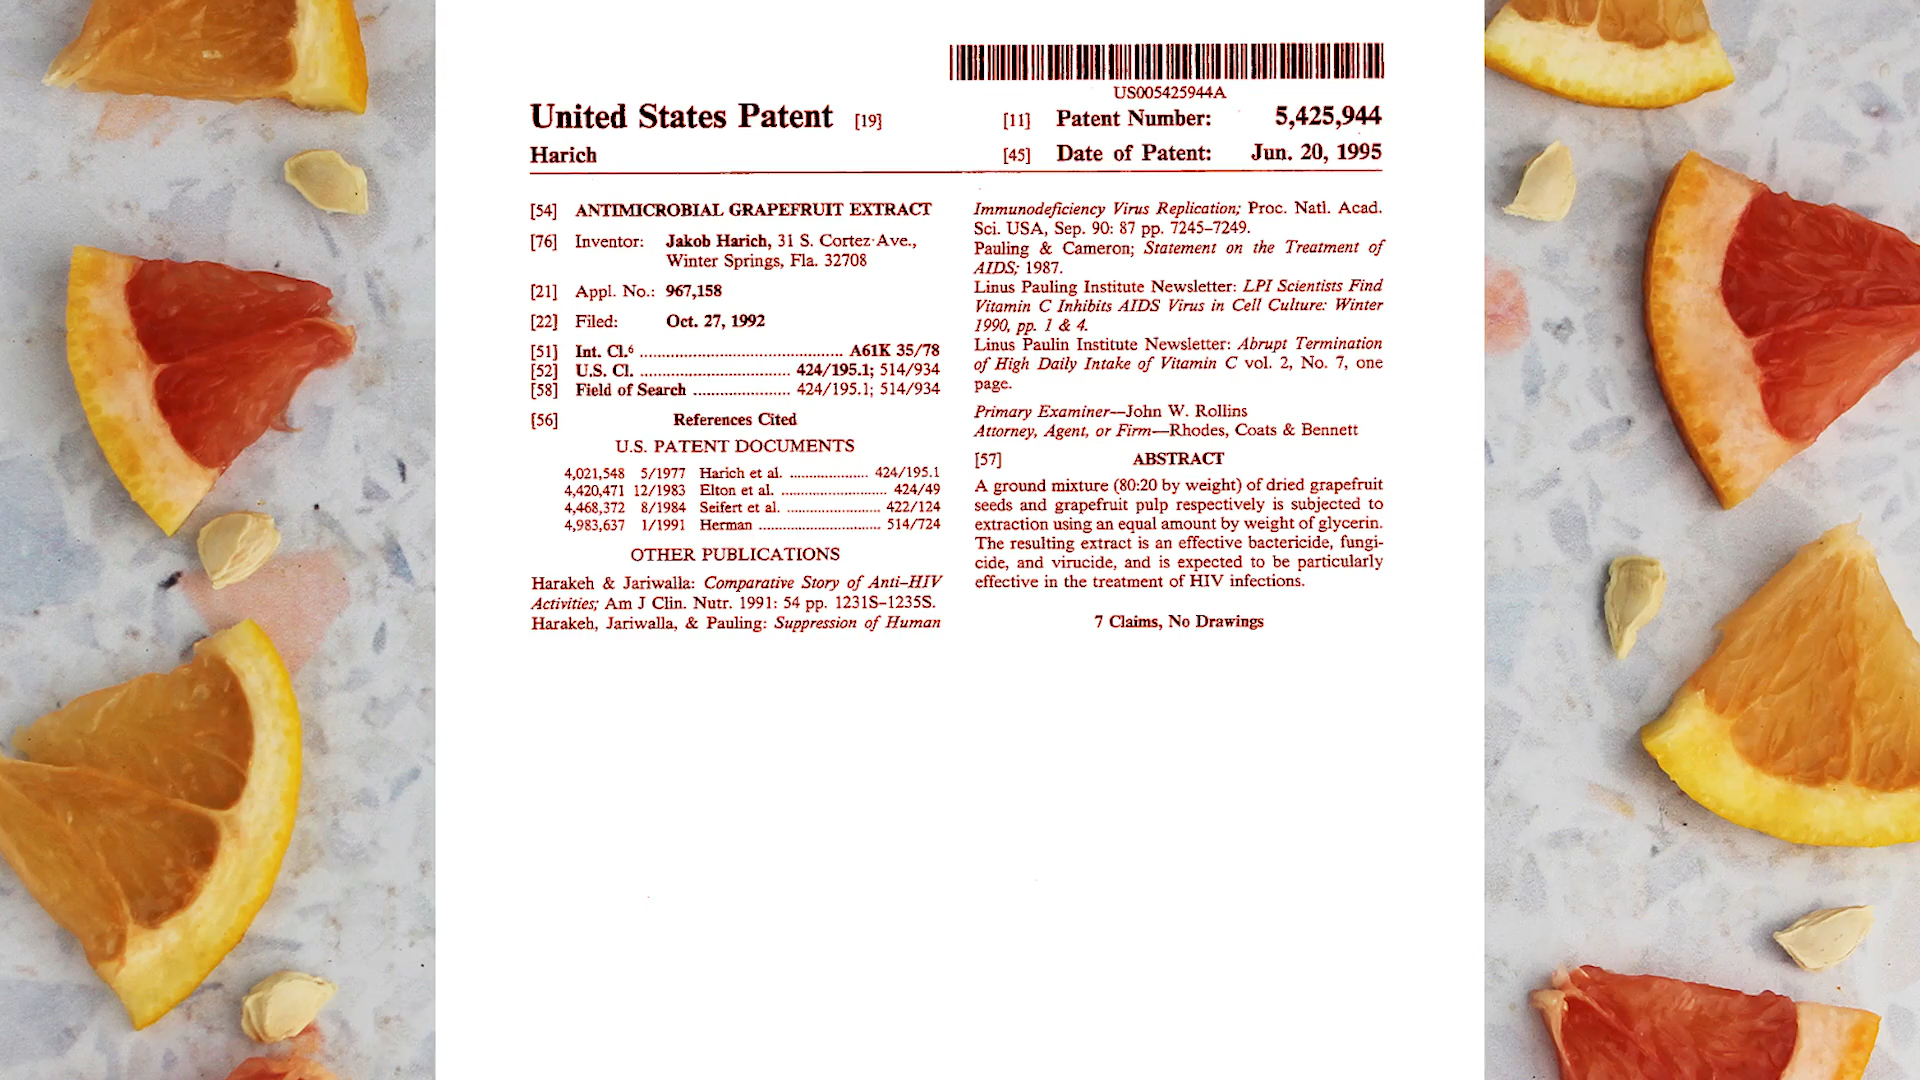 US005425944A
United States Patent [19]
Harich
[11] Patent Number: 5,425,944
[45] Date of Patent: Jun. 20, 1995
[54] ANTIMICROBIAL GRAPEFRUIT EXTRACT
[76] Inventor: Jakob Harich, 31 S. Cortez Ave.,
Winter Springs, Fla. 32708
[21] Appl. No.: 967,158
[22] Filed: Oct. 27, 1992
[51] Int. Cl.⁶ ............................................. A61K 35/78
[52] U.S. Cl. ................................. 424/195.1; 514/934
[58] Field of Search ...................... 424/195.1; 514/934
[56] References Cited
U.S. PATENT DOCUMENTS
4,021,548 5/1977 Harich et al. .................. 424/195.1
4,420,471 12/1983 Elton et al. .......................... 424/49
4,468,372 8/1984 Seifert et al. ........................ 422/124
4,983,637 1/1991 Herman ............................ 514/724
OTHER PUBLICATIONS
Harakeh & Jariwalla: Comparative Story of Anti–HIV
Activities; Am J Clin. Nutr. 1991: 54 pp. 1231S–1235S.
Harakeh, Jariwalla, & Pauling: Suppression of Human
Immunodeficiency Virus Replication; Proc. Natl. Acad.
Sci. USA, Sep. 90: 87 pp. 7245–7249.
Pauling & Cameron; Statement on the Treatment of
AIDS; 1987.
Linus Pauling Institute Newsletter: LPI Scientists Find
Vitamin C Inhibits AIDS Virus in Cell Culture: Winter
1990, pp. 1 & 4.
Linus Paulin Institute Newsletter: Abrupt Termination
of High Daily Intake of Vitamin C vol. 2, No. 7, one
page.
Primary Examiner—John W. Rollins
Attorney, Agent, or Firm—Rhodes, Coats & Bennett
[57] ABSTRACT
A ground mixture (80:20 by weight) of dried grapefruit
seeds and grapefruit pulp respectively is subjected to
extraction using an equal amount by weight of glycerin.
The resulting extract is an effective bactericide, fungi-
cide, and virucide, and is expected to be particularly
effective in the treatment of HIV infections.
7 Claims, No Drawings